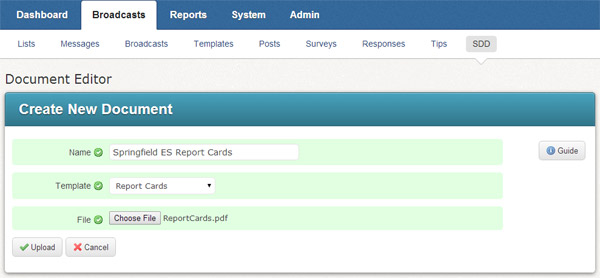 Dashboard Broadcasts Reports System Admin
Lists Messages Broadcasts Templates Posts Surveys Responses Tips SDD
Document Editor
Create New Document
Name Springfield ES Report Cards Guide
Template Report Cards
File Choose File ReportCards.pdf
Upload Cancel